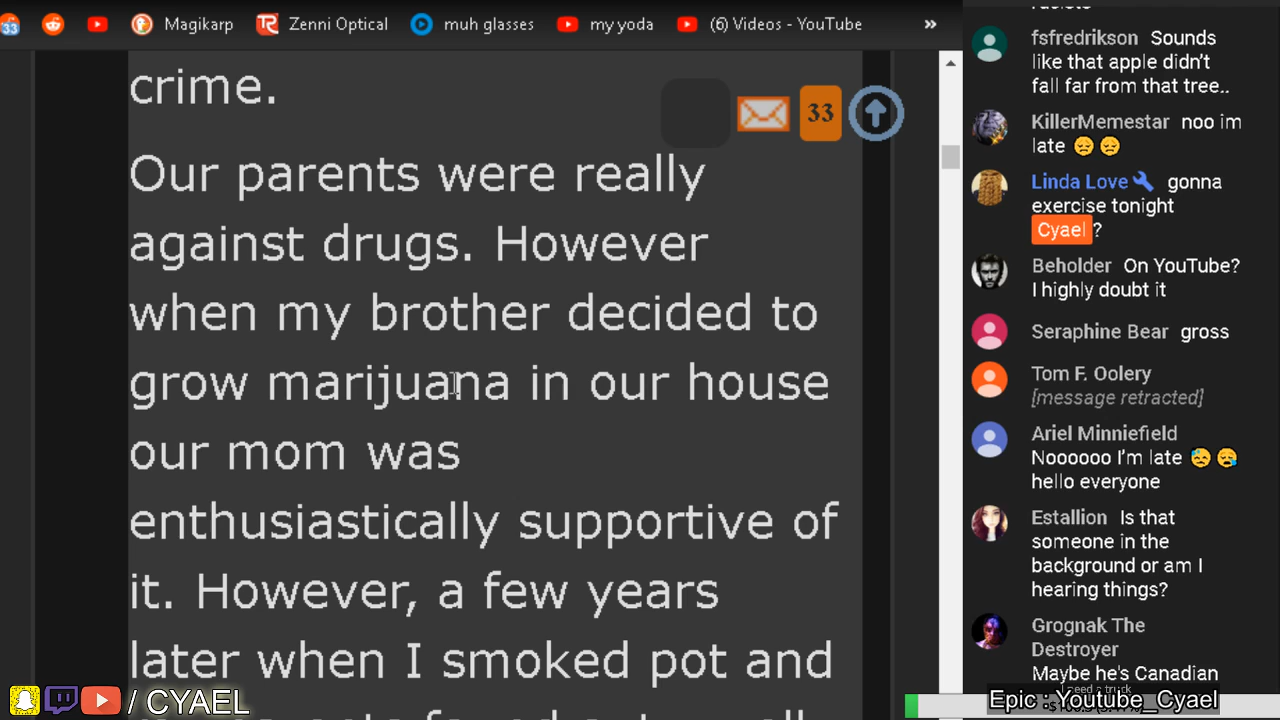 33
Magikarp
Zenni Optical
muh glasses
my yoda
(6) Videos - YouTube
»
crime.
33
Our parents were really
against drugs. However
when my brother decided to
grow marijuana in our house
our mom was
enthusiastically supportive of
it. However, a few years
later when I smoked pot and
/ CYAEL
fsfredrikson Sounds
like that apple didn't
fall far from that tree..
KillerMemestar noo im
late 😔 😔
Linda Love gonna
exercise tonight
Cyael ?
Beholder On YouTube?
I highly doubt it
Seraphine Bear gross
Tom F. Oolery
[message retracted]
Ariel Minniefield
Noooooo I'm late 😓 😪
hello everyone
Estallion Is that
someone in the
background or am I
hearing things?
Grognak The
Destroyer
Maybe he's Canadian
I need a truck
Epic : Youtube_Cyael